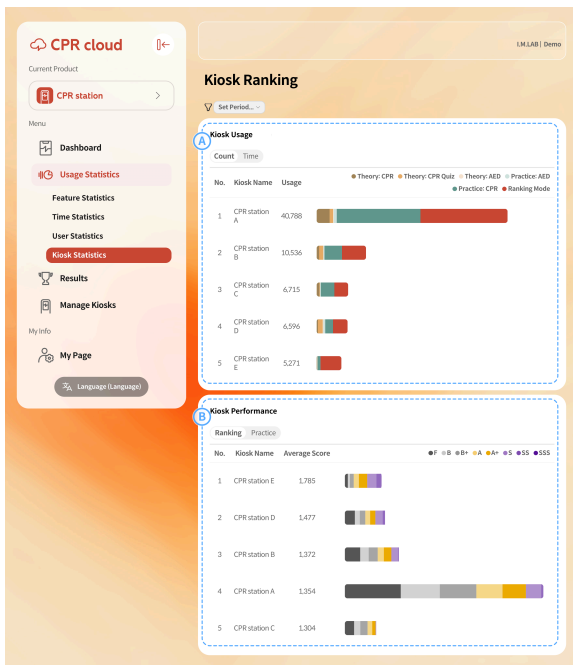 CPR cloud
Current Product
CPR station
Menu
Dashboard
Usage Statistics
Feature Statistics
Time Statistics
User Statistics
Kiosk Statistics
Results
Manage Kiosks
My Info
My Page
Language (Language)
I.M.LAB | Demo
Kiosk Ranking
Set Period...
A
Kiosk Usage
Count Time
No. Kiosk Name Usage
Theory: CPR Theory: CPR Quiz Theory: AED Practice: AED
Practice: CPR Ranking Mode
1 CPR station A 40,788
2 CPR station B 10,536
3 CPR station C 6,715
4 CPR station D 6,596
5 CPR station E 5,271
B
Kiosk Performance
Ranking Practice
No. Kiosk Name Average Score F B B+ A A+ S SS SSS
1 CPR station E 1,785
2 CPR station D 1,477
3 CPR station B 1,372
4 CPR station A 1,354
5 CPR station C 1,304